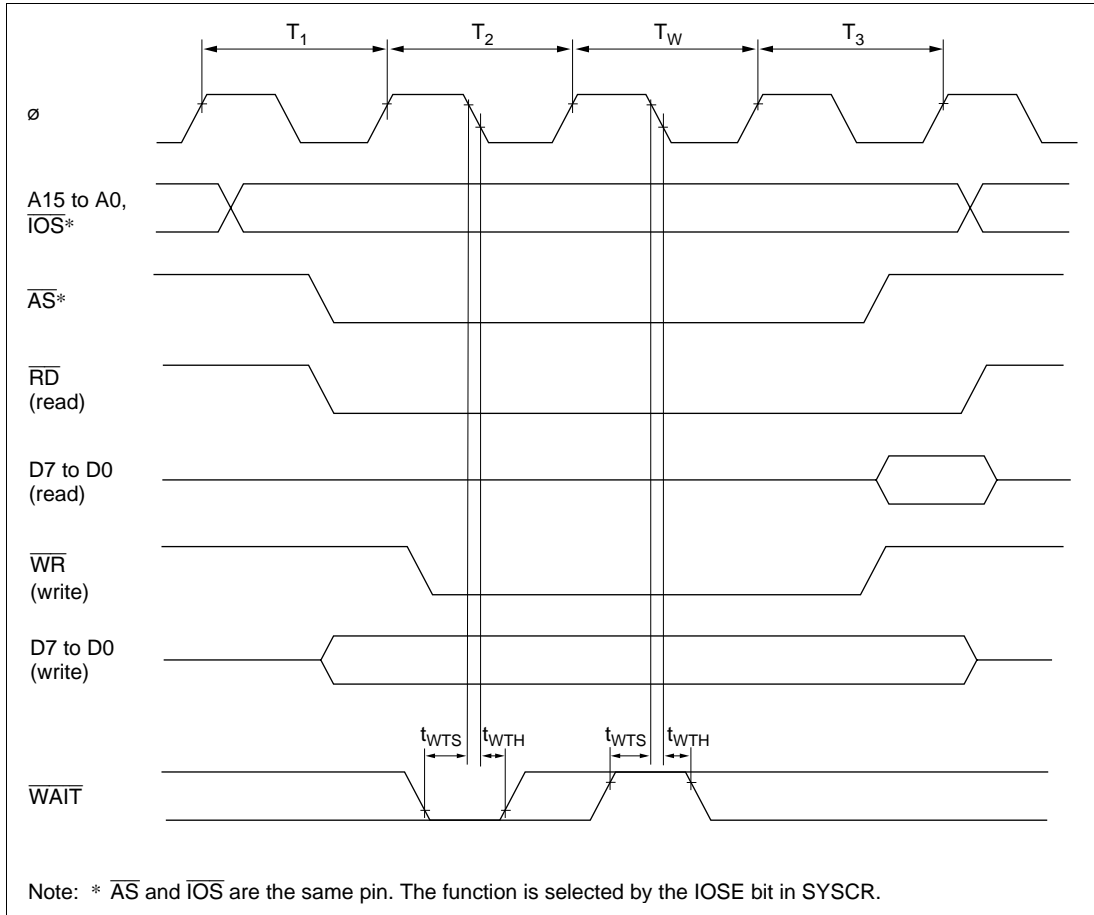 T1 T2 TW T3
ø
A15 to A0,
IOS*
AS*
RD
(read)
D7 to D0
(read)
WR
(write)
D7 to D0
(write)
tWTS tWTH tWTS tWTH
WAIT
Note: * AS and IOS are the same pin. The function is selected by the IOSE bit in SYSCR.